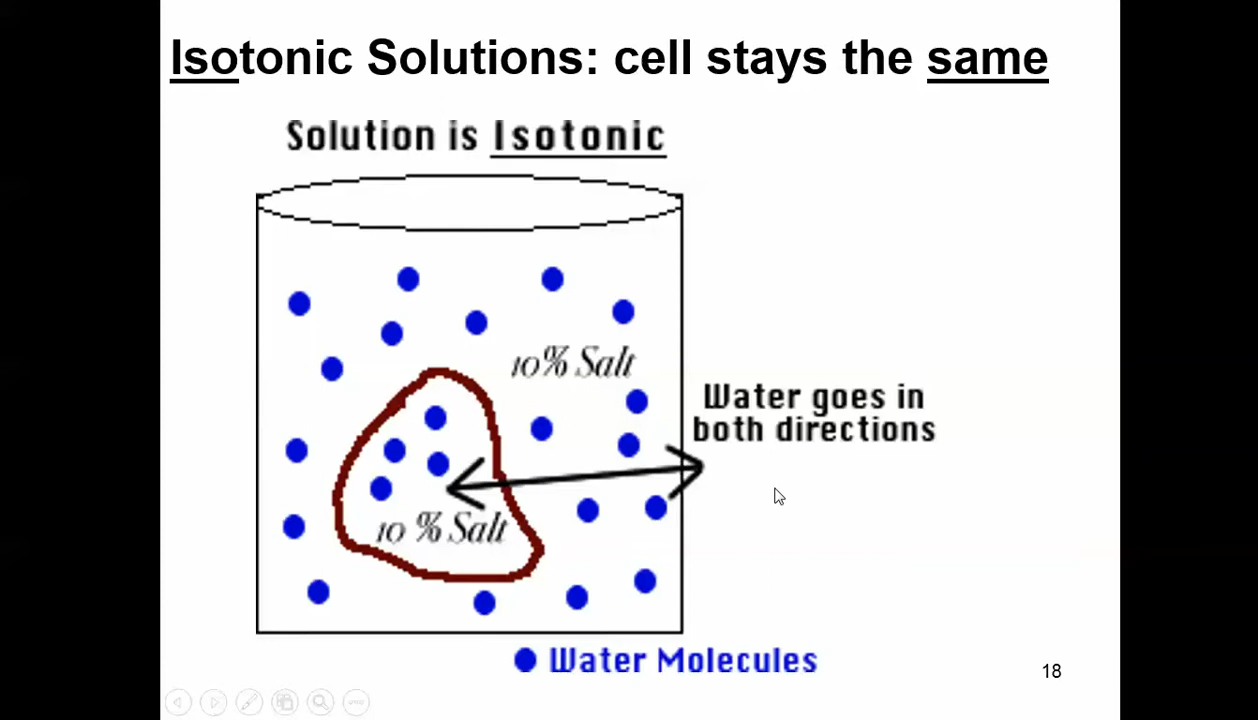 Isotonic Solutions: cell stays the same
Solution is Isotonic
10% Salt
Water goes in
both directions
10 % Salt
Water Molecules
18